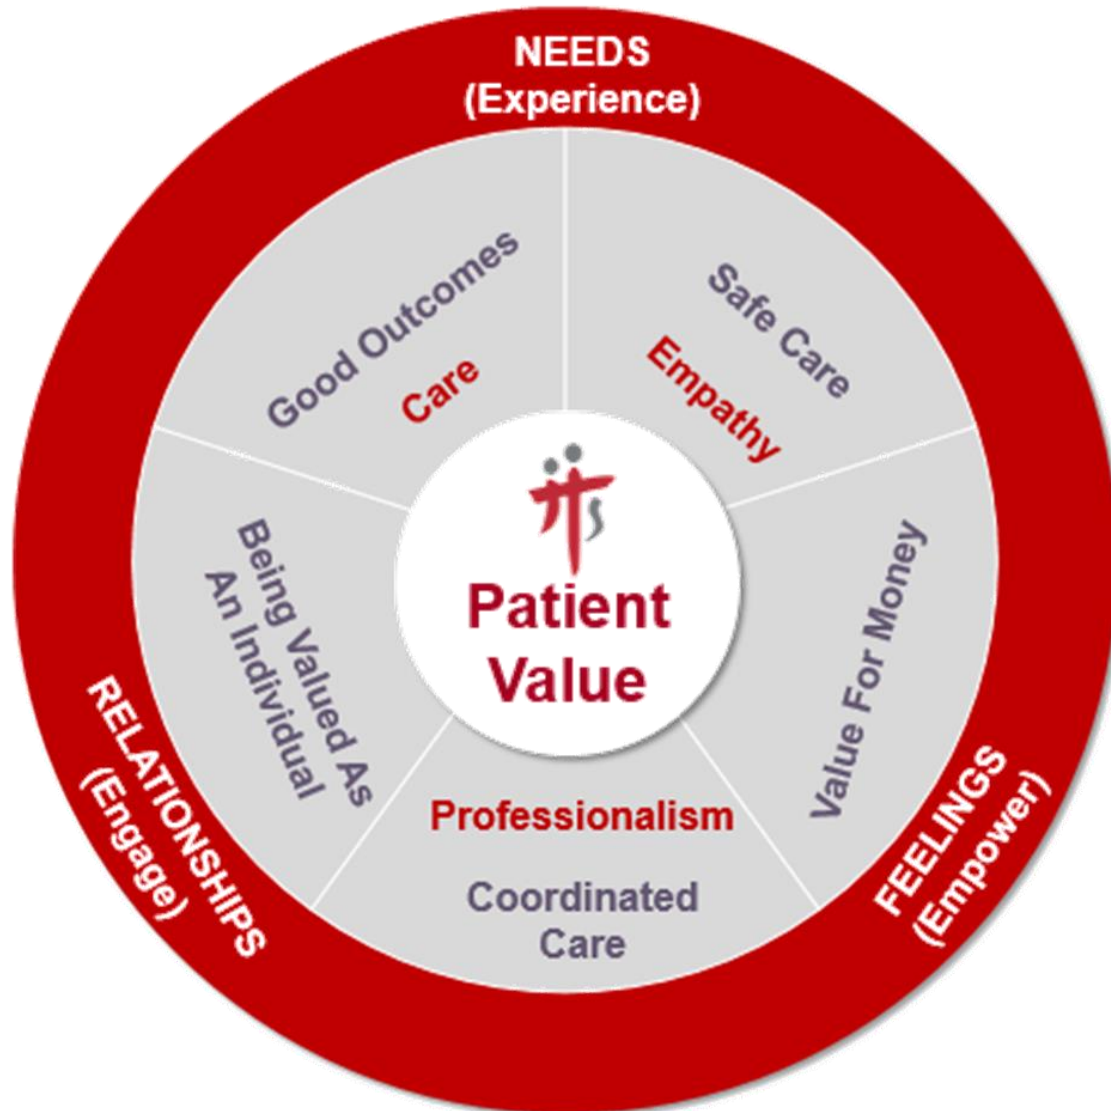 NEEDS
(Experience)
Good Outcomes
Care
Safe Care
Empathy
Being Valued As
An Individual
Patient
Value
Value For Money
Professionalism
Coordinated
Care
RELATIONSHIPS
(Engage)
FEELINGS
(Empower)